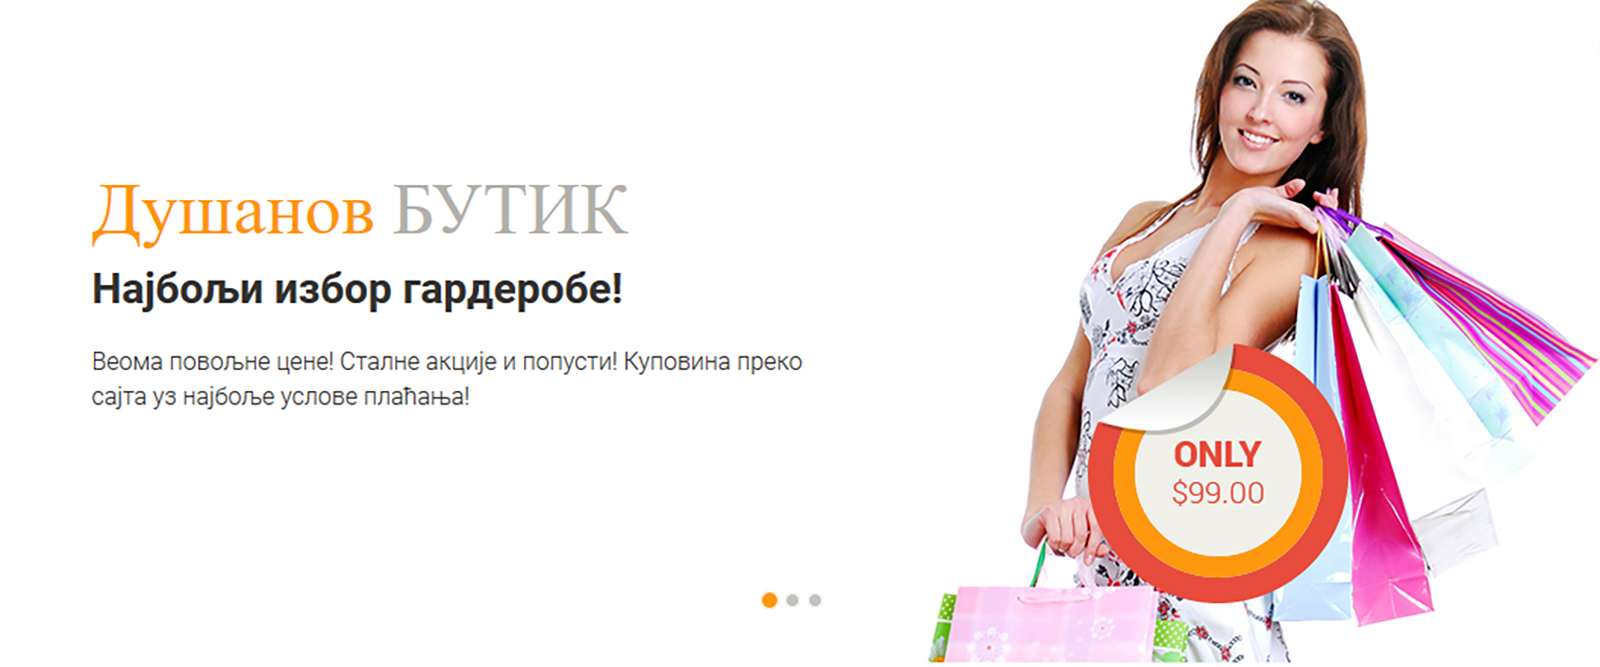 Душанов БУТИК
Најбољи избор гардеробе!
Веома повољне цене! Сталне акције и попусти! Куповина преко
сајта уз најбоље услове плаћања!
ONLY
$99.00